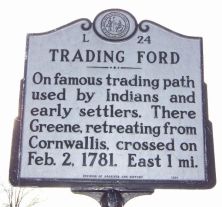 L 24
TRADING FORD
On famous trading path
used by Indians and
early settlers. There
Greene, retreating from
Cornwallis, crossed on
Feb. 2, 1781. East 1 mi.